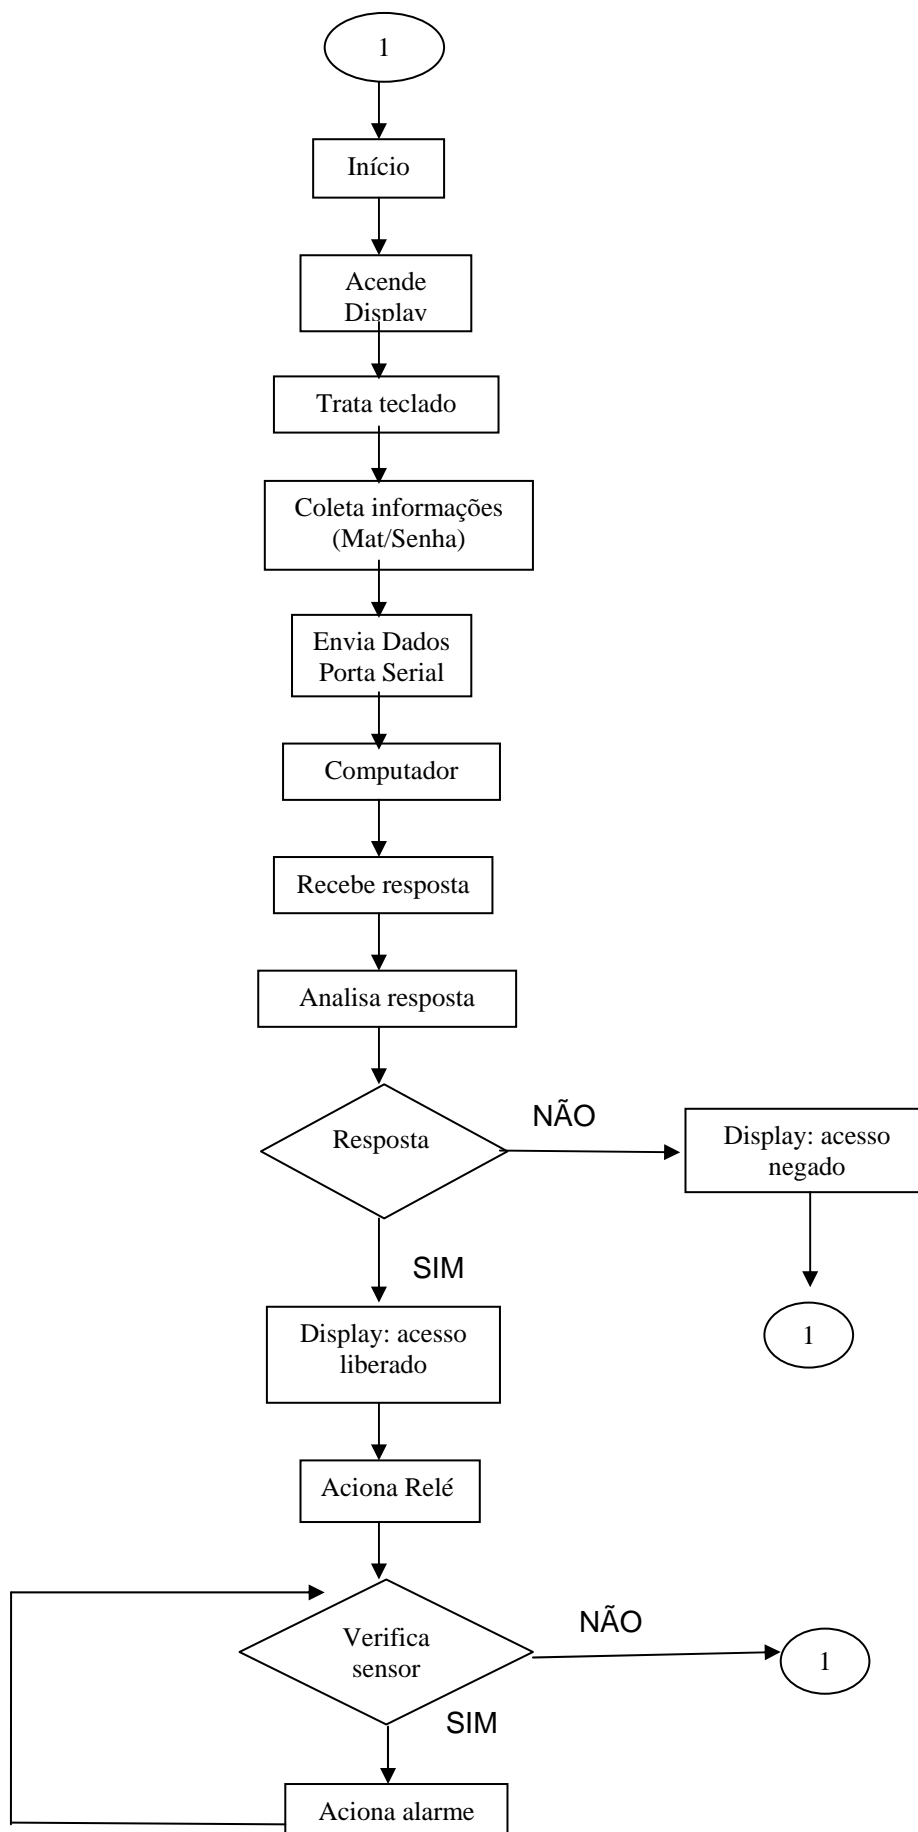 1
Início
Acende
Display
Trata teclado
Coleta informações
(Mat/Senha)
Envia Dados
Porta Serial
Computador
Recebe resposta
Analisa resposta
Resposta
NÃO
Display: acesso
negado
SIM
1
Display: acesso
liberado
Aciona Relé
Verifica
sensor
NÃO
1
SIM
Aciona alarme